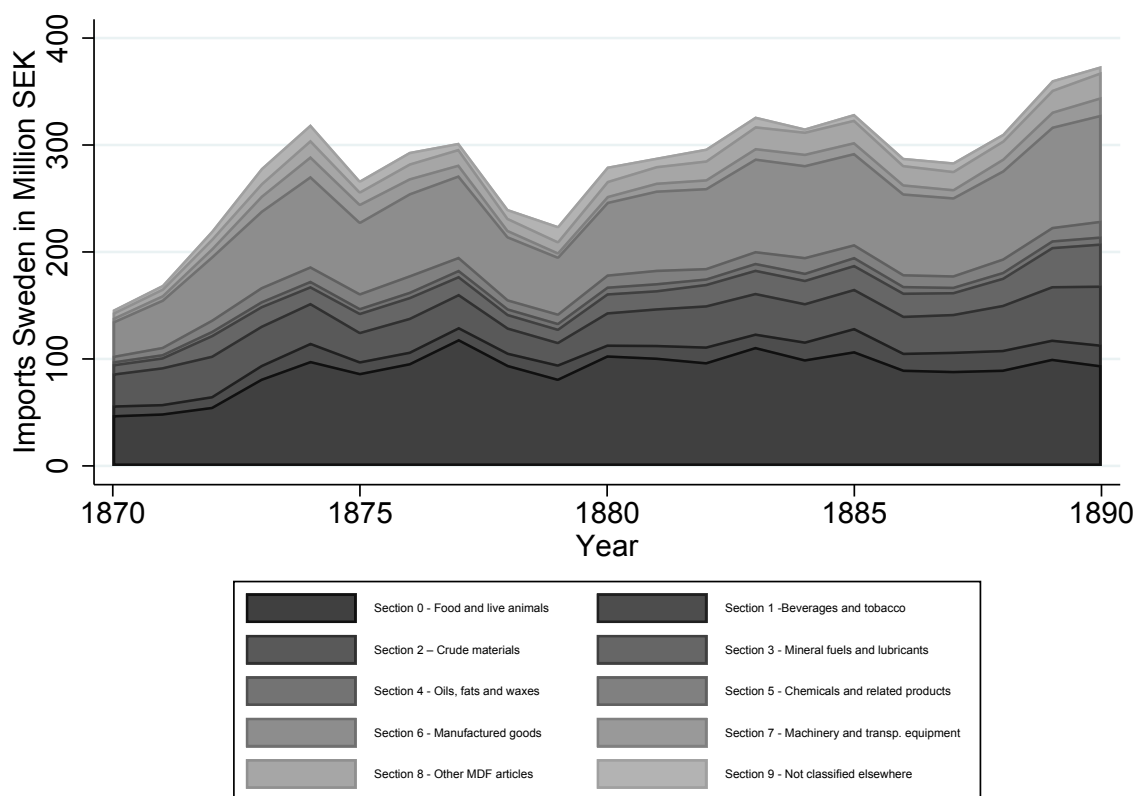 Imports Sweden in Million SEK
400
300
200
100
0
1870 1875 1880 1885 1890
Year
Section 0 - Food and live animals Section 1 -Beverages and tobacco
Section 2 – Crude materials Section 3 - Mineral fuels and lubricants
Section 4 - Oils, fats and waxes Section 5 - Chemicals and related products
Section 6 - Manufactured goods Section 7 - Machinery and transp. equipment
Section 8 - Other MDF articles Section 9 - Not classified elsewhere